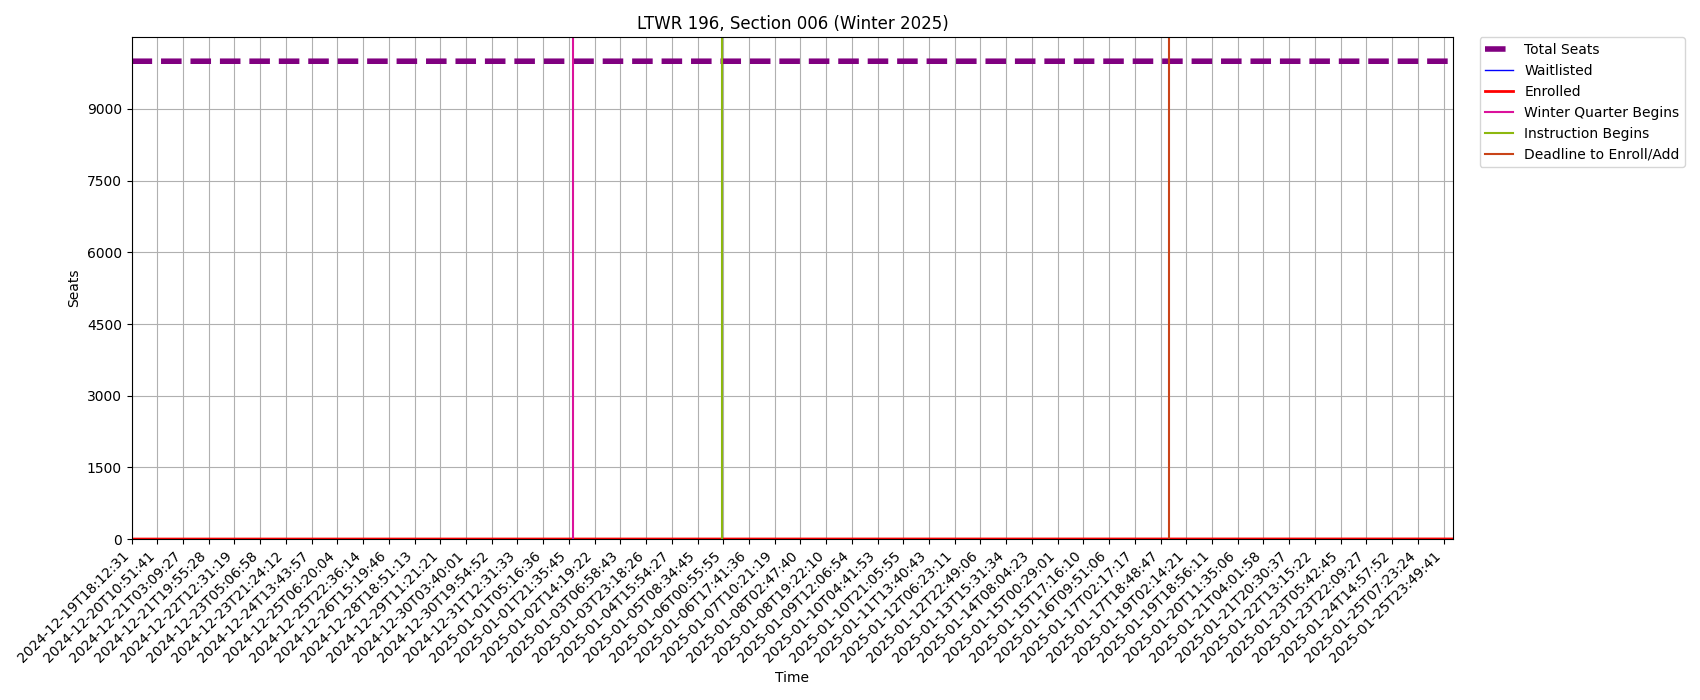 LTWR 196, Section 006 (Winter 2025)
Total Seats
Waitlisted
Enrolled
Winter Quarter Begins
Instruction Begins
Deadline to Enroll/Add
Seats
9000
7500
6000
4500
3000
1500
0
2024-12-19T18:12:31
2024-12-20T10:51:41
2024-12-21T03:09:27
2024-12-21T19:55:28
2024-12-22T12:31:19
2024-12-23T05:06:58
2024-12-23T21:24:12
2024-12-24T13:43:57
2024-12-25T06:20:04
2024-12-25T22:36:14
2024-12-26T15:19:46
2024-12-28T18:51:13
2024-12-29T11:21:21
2024-12-30T03:40:01
2024-12-30T19:54:52
2024-12-31T12:31:33
2025-01-01T05:16:36
2025-01-01T21:35:45
2025-01-02T14:19:22
2025-01-03T06:58:43
2025-01-03T23:18:26
2025-01-04T15:54:27
2025-01-05T08:34:45
2025-01-06T00:55:55
2025-01-06T17:41:36
2025-01-07T10:21:19
2025-01-08T02:47:40
2025-01-08T19:22:10
2025-01-09T12:06:54
2025-01-10T04:41:53
2025-01-10T21:05:55
2025-01-11T13:40:43
2025-01-12T06:23:11
2025-01-12T22:49:06
2025-01-13T15:31:34
2025-01-14T08:04:23
2025-01-15T00:29:01
2025-01-15T17:16:10
2025-01-16T09:51:06
2025-01-17T02:17:17
2025-01-17T18:48:47
2025-01-19T02:14:21
2025-01-19T18:56:11
2025-01-20T11:35:06
2025-01-21T04:01:58
2025-01-21T20:30:37
2025-01-22T13:15:22
2025-01-23T05:42:45
2025-01-23T22:09:27
2025-01-24T14:57:52
2025-01-25T07:23:24
2025-01-25T23:49:41
Time